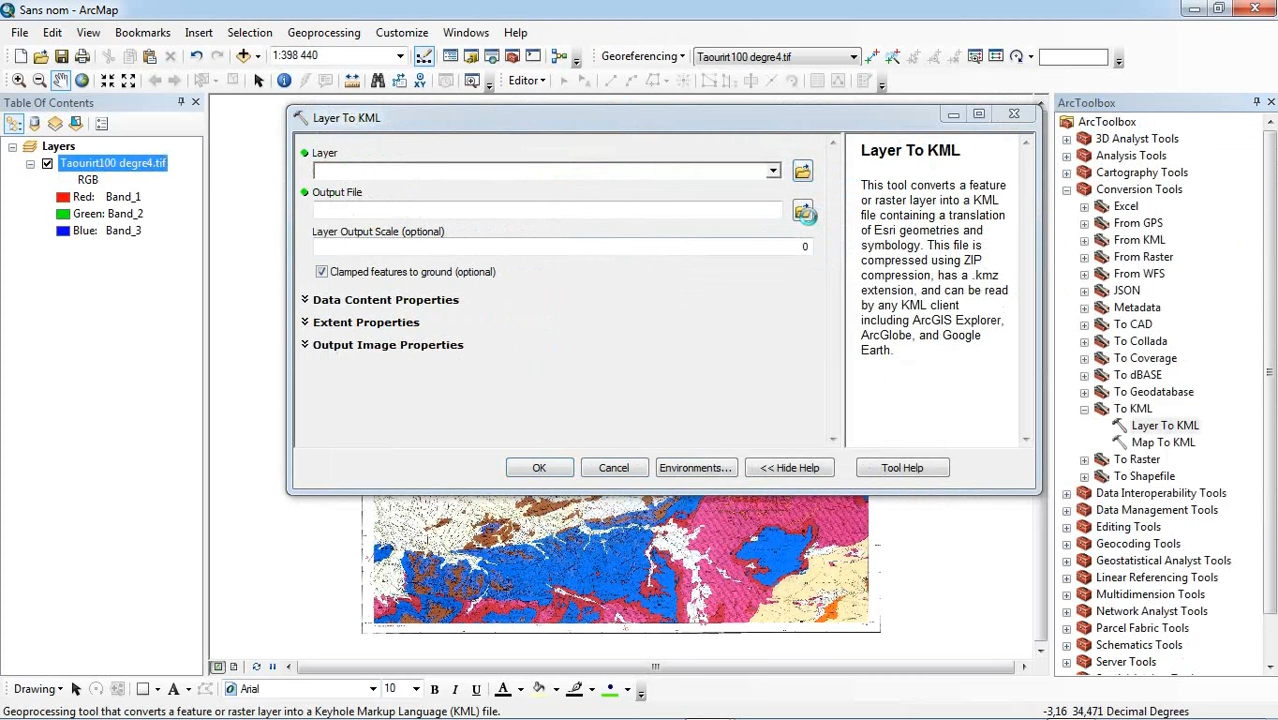 Sans nom - ArcMap
File Edit View Bookmarks Insert Selection Geoprocessing Customize Windows Help
1:398 440
Georeferencing
Taourirt100 degre4.tif
Editor
Table Of Contents
Layers
Taourirt100 degre4.tif
RGB
Red: Band_1
Green: Band_2
Blue: Band_3
Layer To KML
Layer
Output File
Layer Output Scale (optional)
0
Clamped features to ground (optional)
Data Content Properties
Extent Properties
Output Image Properties
OK
Cancel
Environments...
<< Hide Help
Tool Help
Layer To KML
This tool converts a feature
or raster layer into a KML
file containing a translation
of Esri geometries and
symbology. This file is
compressed using ZIP
compression, has a .kmz
extension, and can be read
by any KML client
including ArcGIS Explorer,
ArcGlobe, and Google
Earth.
ArcToolbox
ArcToolbox
3D Analyst Tools
Analysis Tools
Cartography Tools
Conversion Tools
Excel
From GPS
From KML
From Raster
From WFS
JSON
Metadata
To CAD
To Collada
To Coverage
To dBASE
To Geodatabase
To KML
Layer To KML
Map To KML
To Raster
To Shapefile
Data Interoperability Tools
Data Management Tools
Editing Tools
Geocoding Tools
Geostatistical Analyst Tools
Linear Referencing Tools
Multidimension Tools
Network Analyst Tools
Parcel Fabric Tools
Schematics Tools
Server Tools
Drawing
Arial
10
B I U A
Geoprocessing tool that converts a feature or raster layer into a Keyhole Markup Language (KML) file.
-3,16 34,471 Decimal Degrees